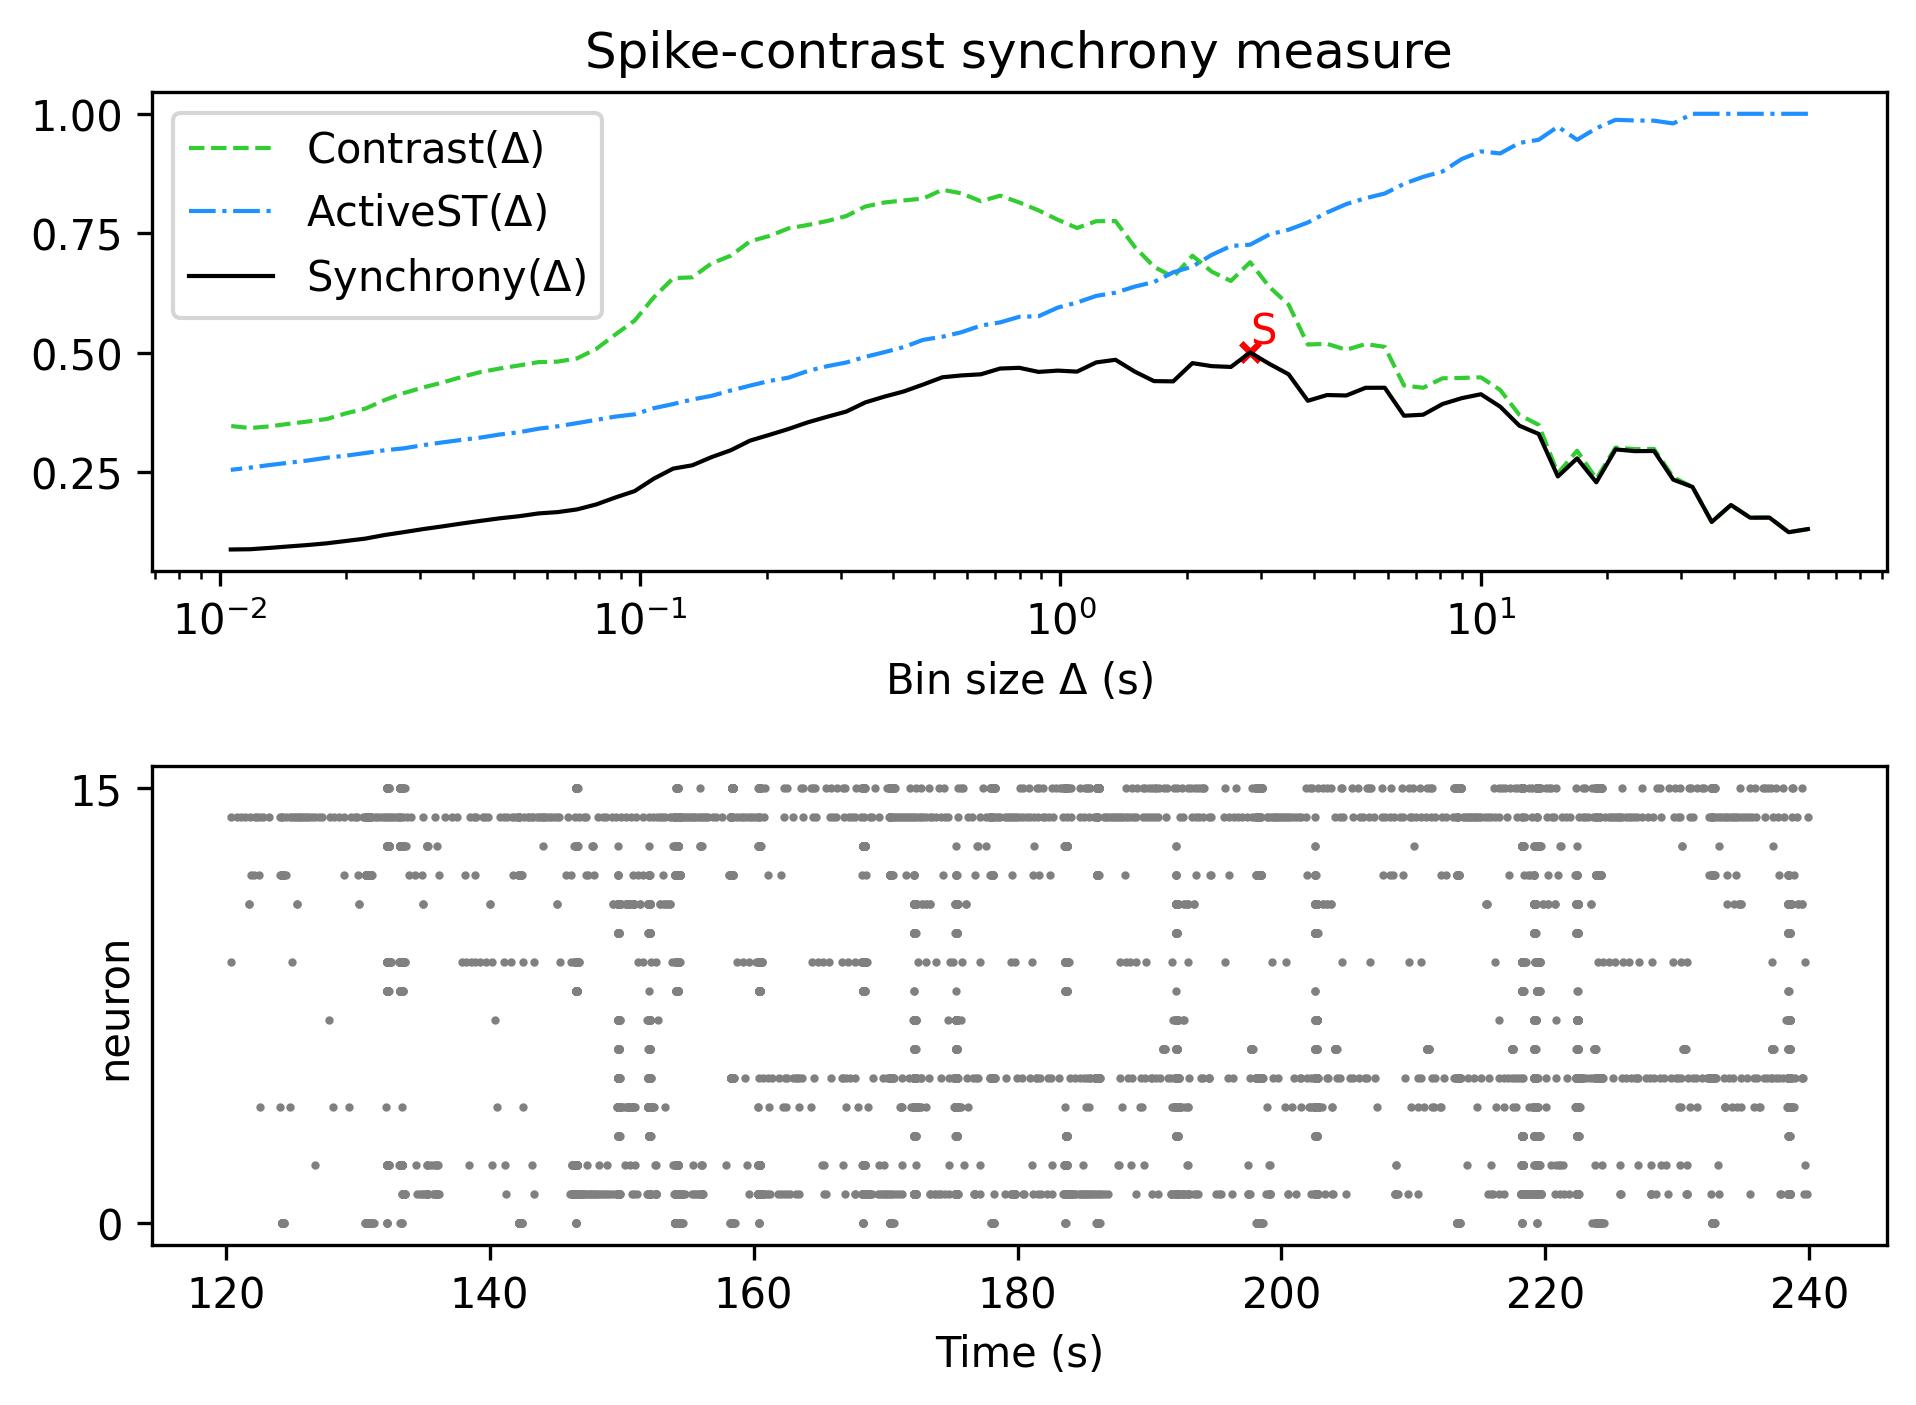 Spike-contrast synchrony measure
1.00
0.75
0.50
0.25
Contrast(Δ)
ActiveST(Δ)
Synchrony(Δ)
S
10⁻² 10⁻¹ 10⁰ 10¹
Bin size Δ (s)
15
0
neuron
120 140 160 180 200 220 240
Time (s)